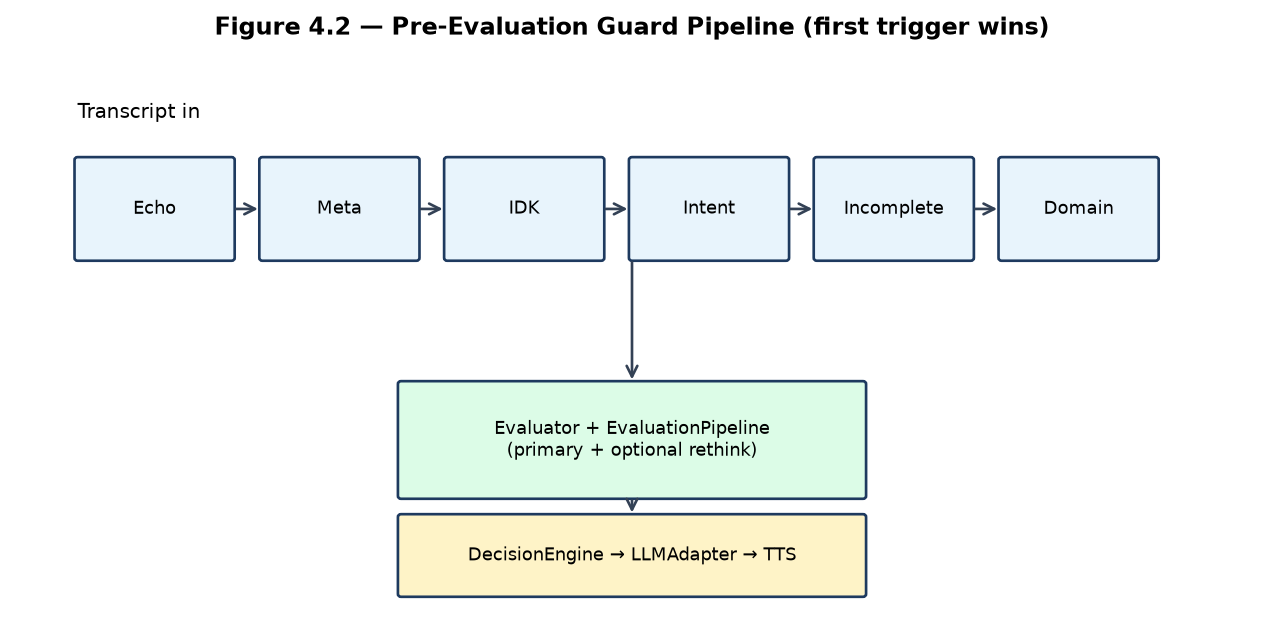 Figure 4.2 — Pre-Evaluation Guard Pipeline (first trigger wins)
Transcript in
Echo
Meta
IDK
Intent
Incomplete
Domain
Evaluator + EvaluationPipeline
(primary + optional rethink)
DecisionEngine → LLMAdapter → TTS